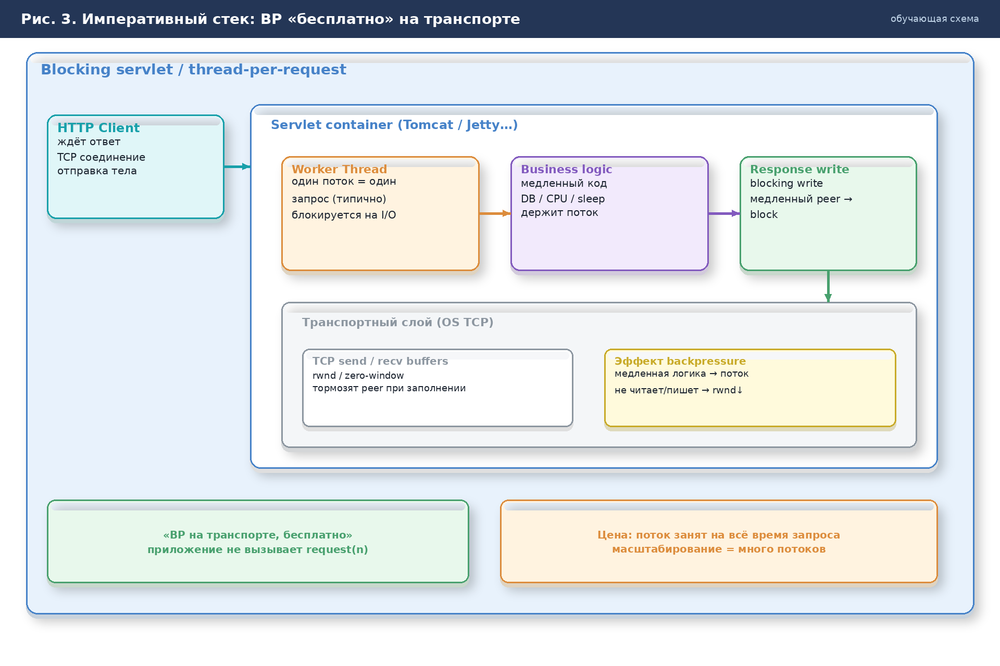 Рис. 3. Императивный стек: BP «бесплатно» на транспорте
обучающая схема
Blocking servlet / thread-per-request
HTTP Client
ждёт ответ
TCP соединение
отправка тела
Servlet container (Tomcat / Jetty…)
Worker Thread
один поток = один
запрос (типично)
блокируется на I/O
Business logic
медленный код
DB / CPU / sleep
держит поток
Response write
blocking write
медленный peer →
block
Транспортный слой (OS TCP)
TCP send / recv buffers
rwnd / zero-window
тормозят peer при заполнении
Эффект backpressure
медленная логика → поток
не читает/пишет → rwnd↓
«BP на транспорте, бесплатно»
приложение не вызывает request(n)
Цена: поток занят на всё время запроса
масштабирование = много потоков